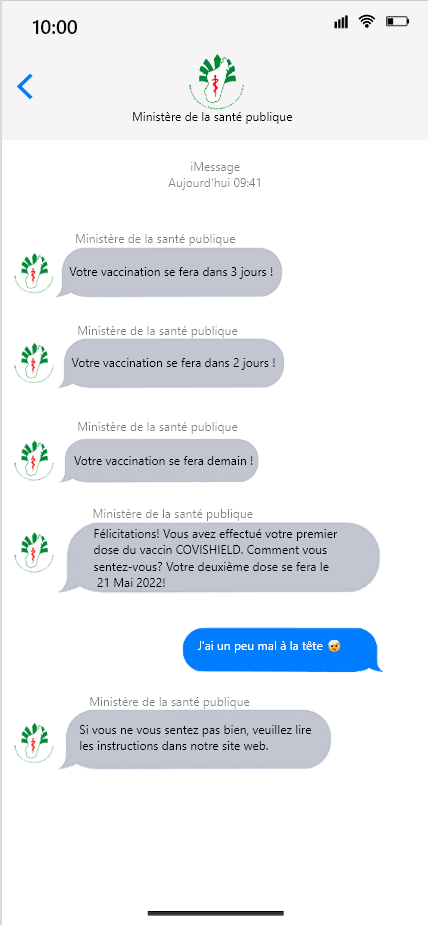 10:00
Ministère de la santé publique
iMessage
Aujourd'hui 09:41
Ministère de la santé publique
Votre vaccination se fera dans 3 jours !
Ministère de la santé publique
Votre vaccination se fera dans 2 jours !
Ministère de la santé publique
Votre vaccination se fera demain !
Ministère de la santé publique
Félicitations! Vous avez effectué votre premier
dose du vaccin COVISHIELD. Comment vous
sentez-vous? Votre deuxième dose se fera le
21 Mai 2022!
J'ai un peu mal à la tête 🤕
Ministère de la santé publique
Si vous ne vous sentez pas bien, veuillez lire
les instructions dans notre site web.